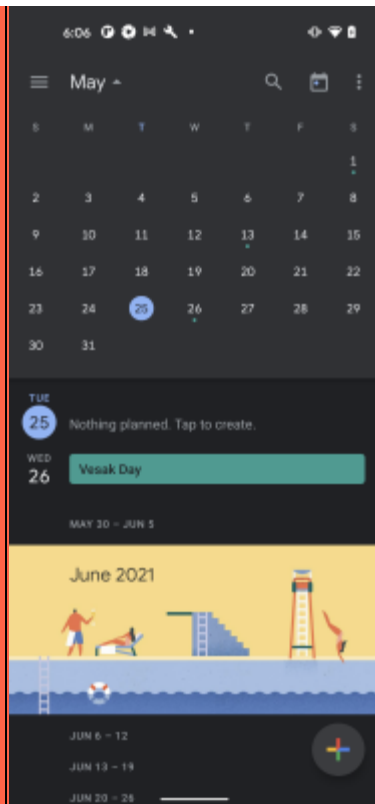 6:06
May
S M T W T F S
1
2 3 4 5 6 7 8
9 10 11 12 13 14 15
16 17 18 19 20 21 22
23 24 25 26 27 28 29
30 31
TUE
25 Nothing planned. Tap to create.
WED
26 Vesak Day
MAY 30 – JUN 5
June 2021
JUN 6 – 12
JUN 13 – 19
JUN 20 – 26